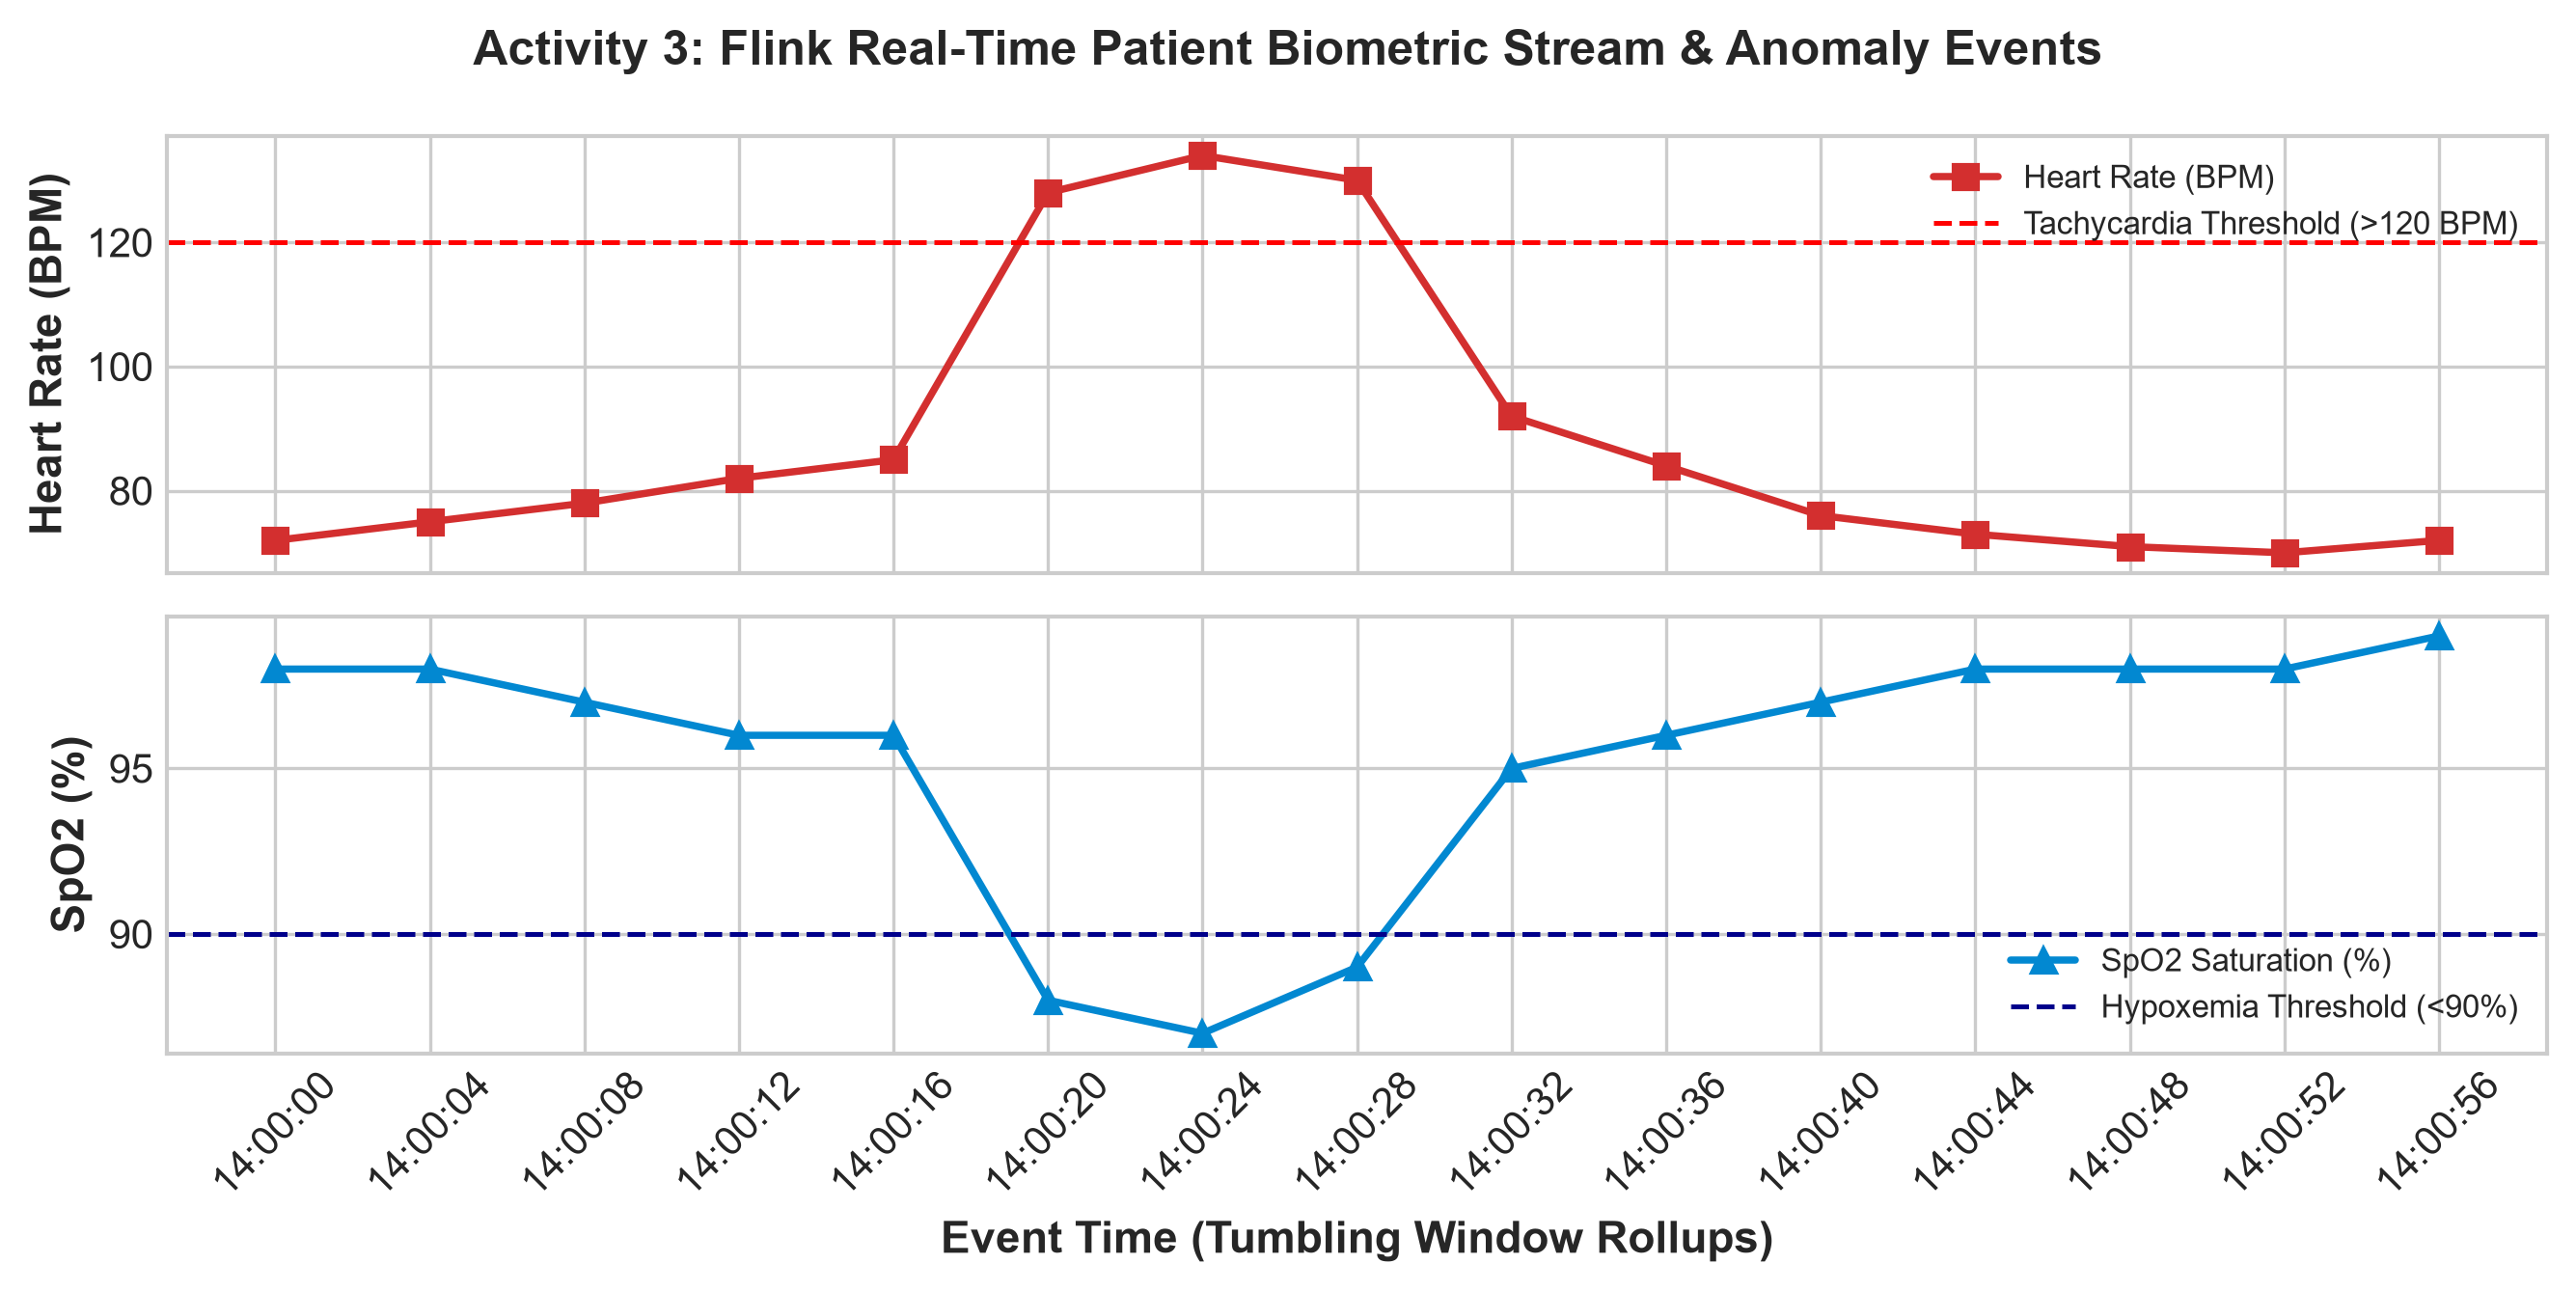 Activity 3: Flink Real-Time Patient Biometric Stream & Anomaly Events
Heart Rate (BPM)
120
100
80
Heart Rate (BPM)
Tachycardia Threshold (>120 BPM)
SpO2 (%)
95
90
SpO2 Saturation (%)
Hypoxemia Threshold (<90%)
14:00:00
14:00:04
14:00:08
14:00:12
14:00:16
14:00:20
14:00:24
14:00:28
14:00:32
14:00:36
14:00:40
14:00:44
14:00:48
14:00:52
14:00:56
Event Time (Tumbling Window Rollups)